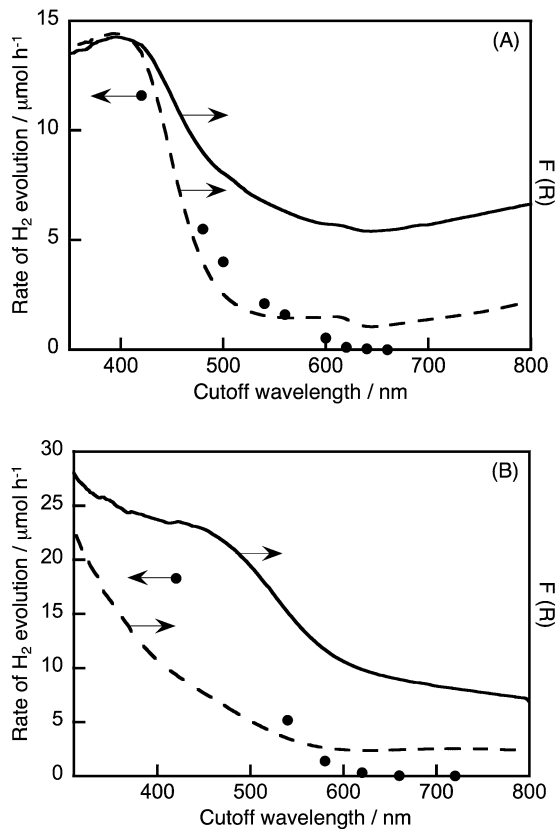 15
(A)
10
5
0
Rate of H2 evolution / μmol h-1
F (R)
400 500 600 700 800
Cutoff wavelength / nm
30
(B)
25
20
15
10
5
0
Rate of H2 evolution / μmol h-1
F (R)
400 500 600 700 800
Cutoff wavelength / nm